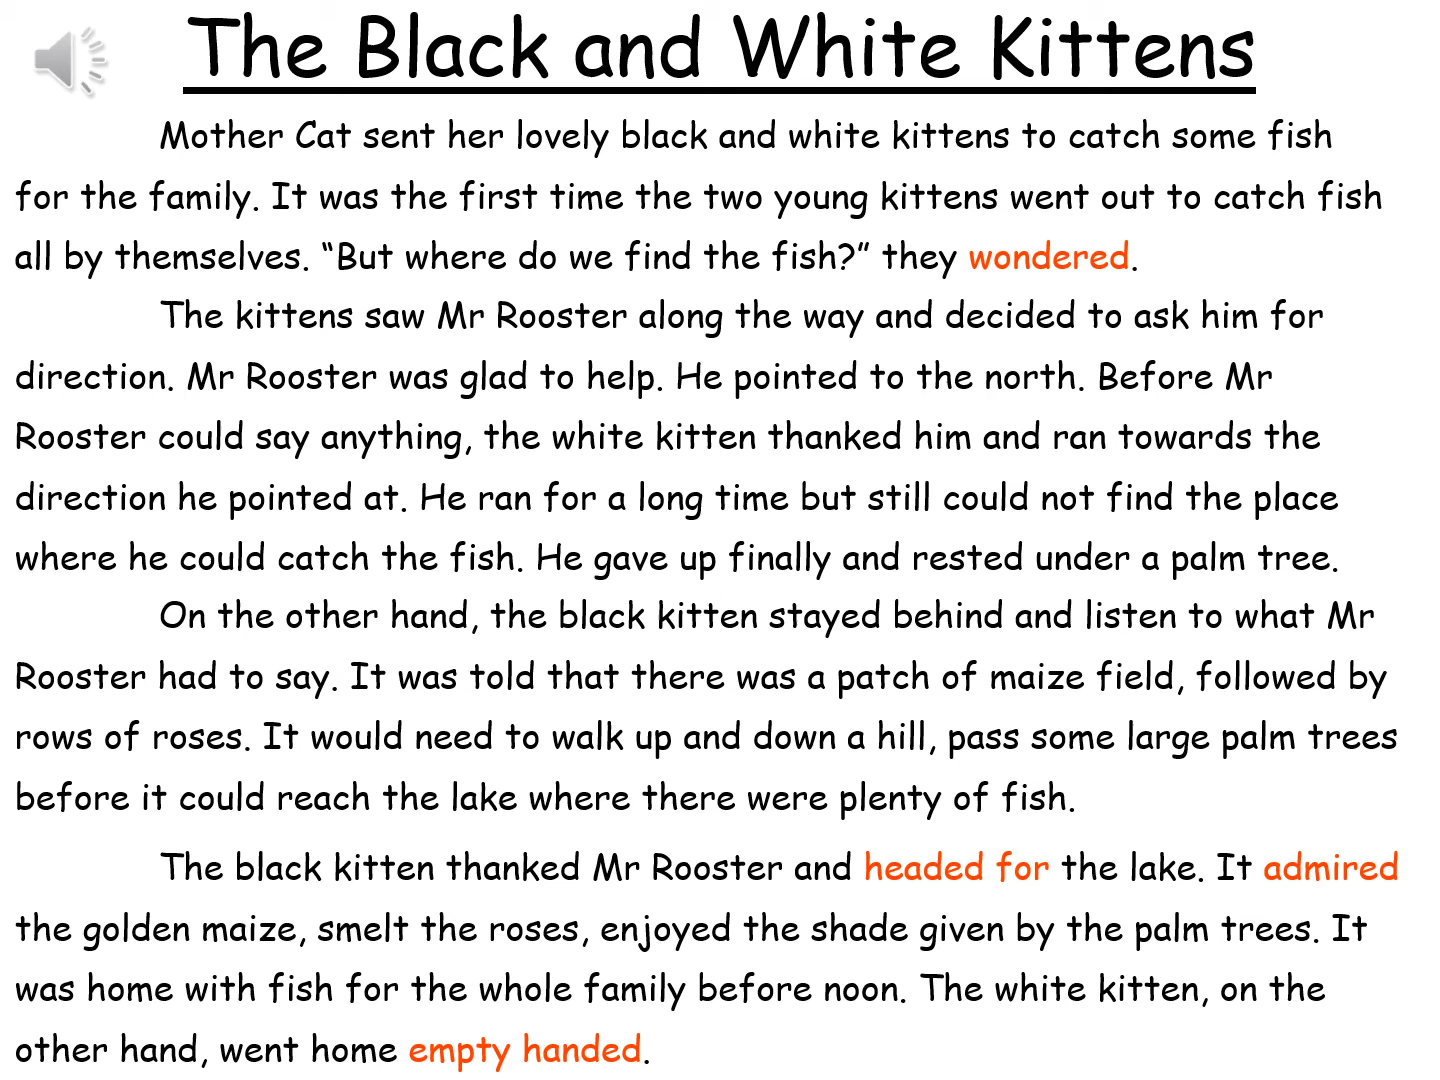 The Black and White Kittens
Mother Cat sent her lovely black and white kittens to catch some fish
for the family. It was the first time the two young kittens went out to catch fish
all by themselves. “But where do we find the fish?” they wondered.
The kittens saw Mr Rooster along the way and decided to ask him for
direction. Mr Rooster was glad to help. He pointed to the north. Before Mr
Rooster could say anything, the white kitten thanked him and ran towards the
direction he pointed at. He ran for a long time but still could not find the place
where he could catch the fish. He gave up finally and rested under a palm tree.
On the other hand, the black kitten stayed behind and listen to what Mr
Rooster had to say. It was told that there was a patch of maize field, followed by
rows of roses. It would need to walk up and down a hill, pass some large palm trees
before it could reach the lake where there were plenty of fish.
The black kitten thanked Mr Rooster and headed for the lake. It admired
the golden maize, smelt the roses, enjoyed the shade given by the palm trees. It
was home with fish for the whole family before noon. The white kitten, on the
other hand, went home empty handed.